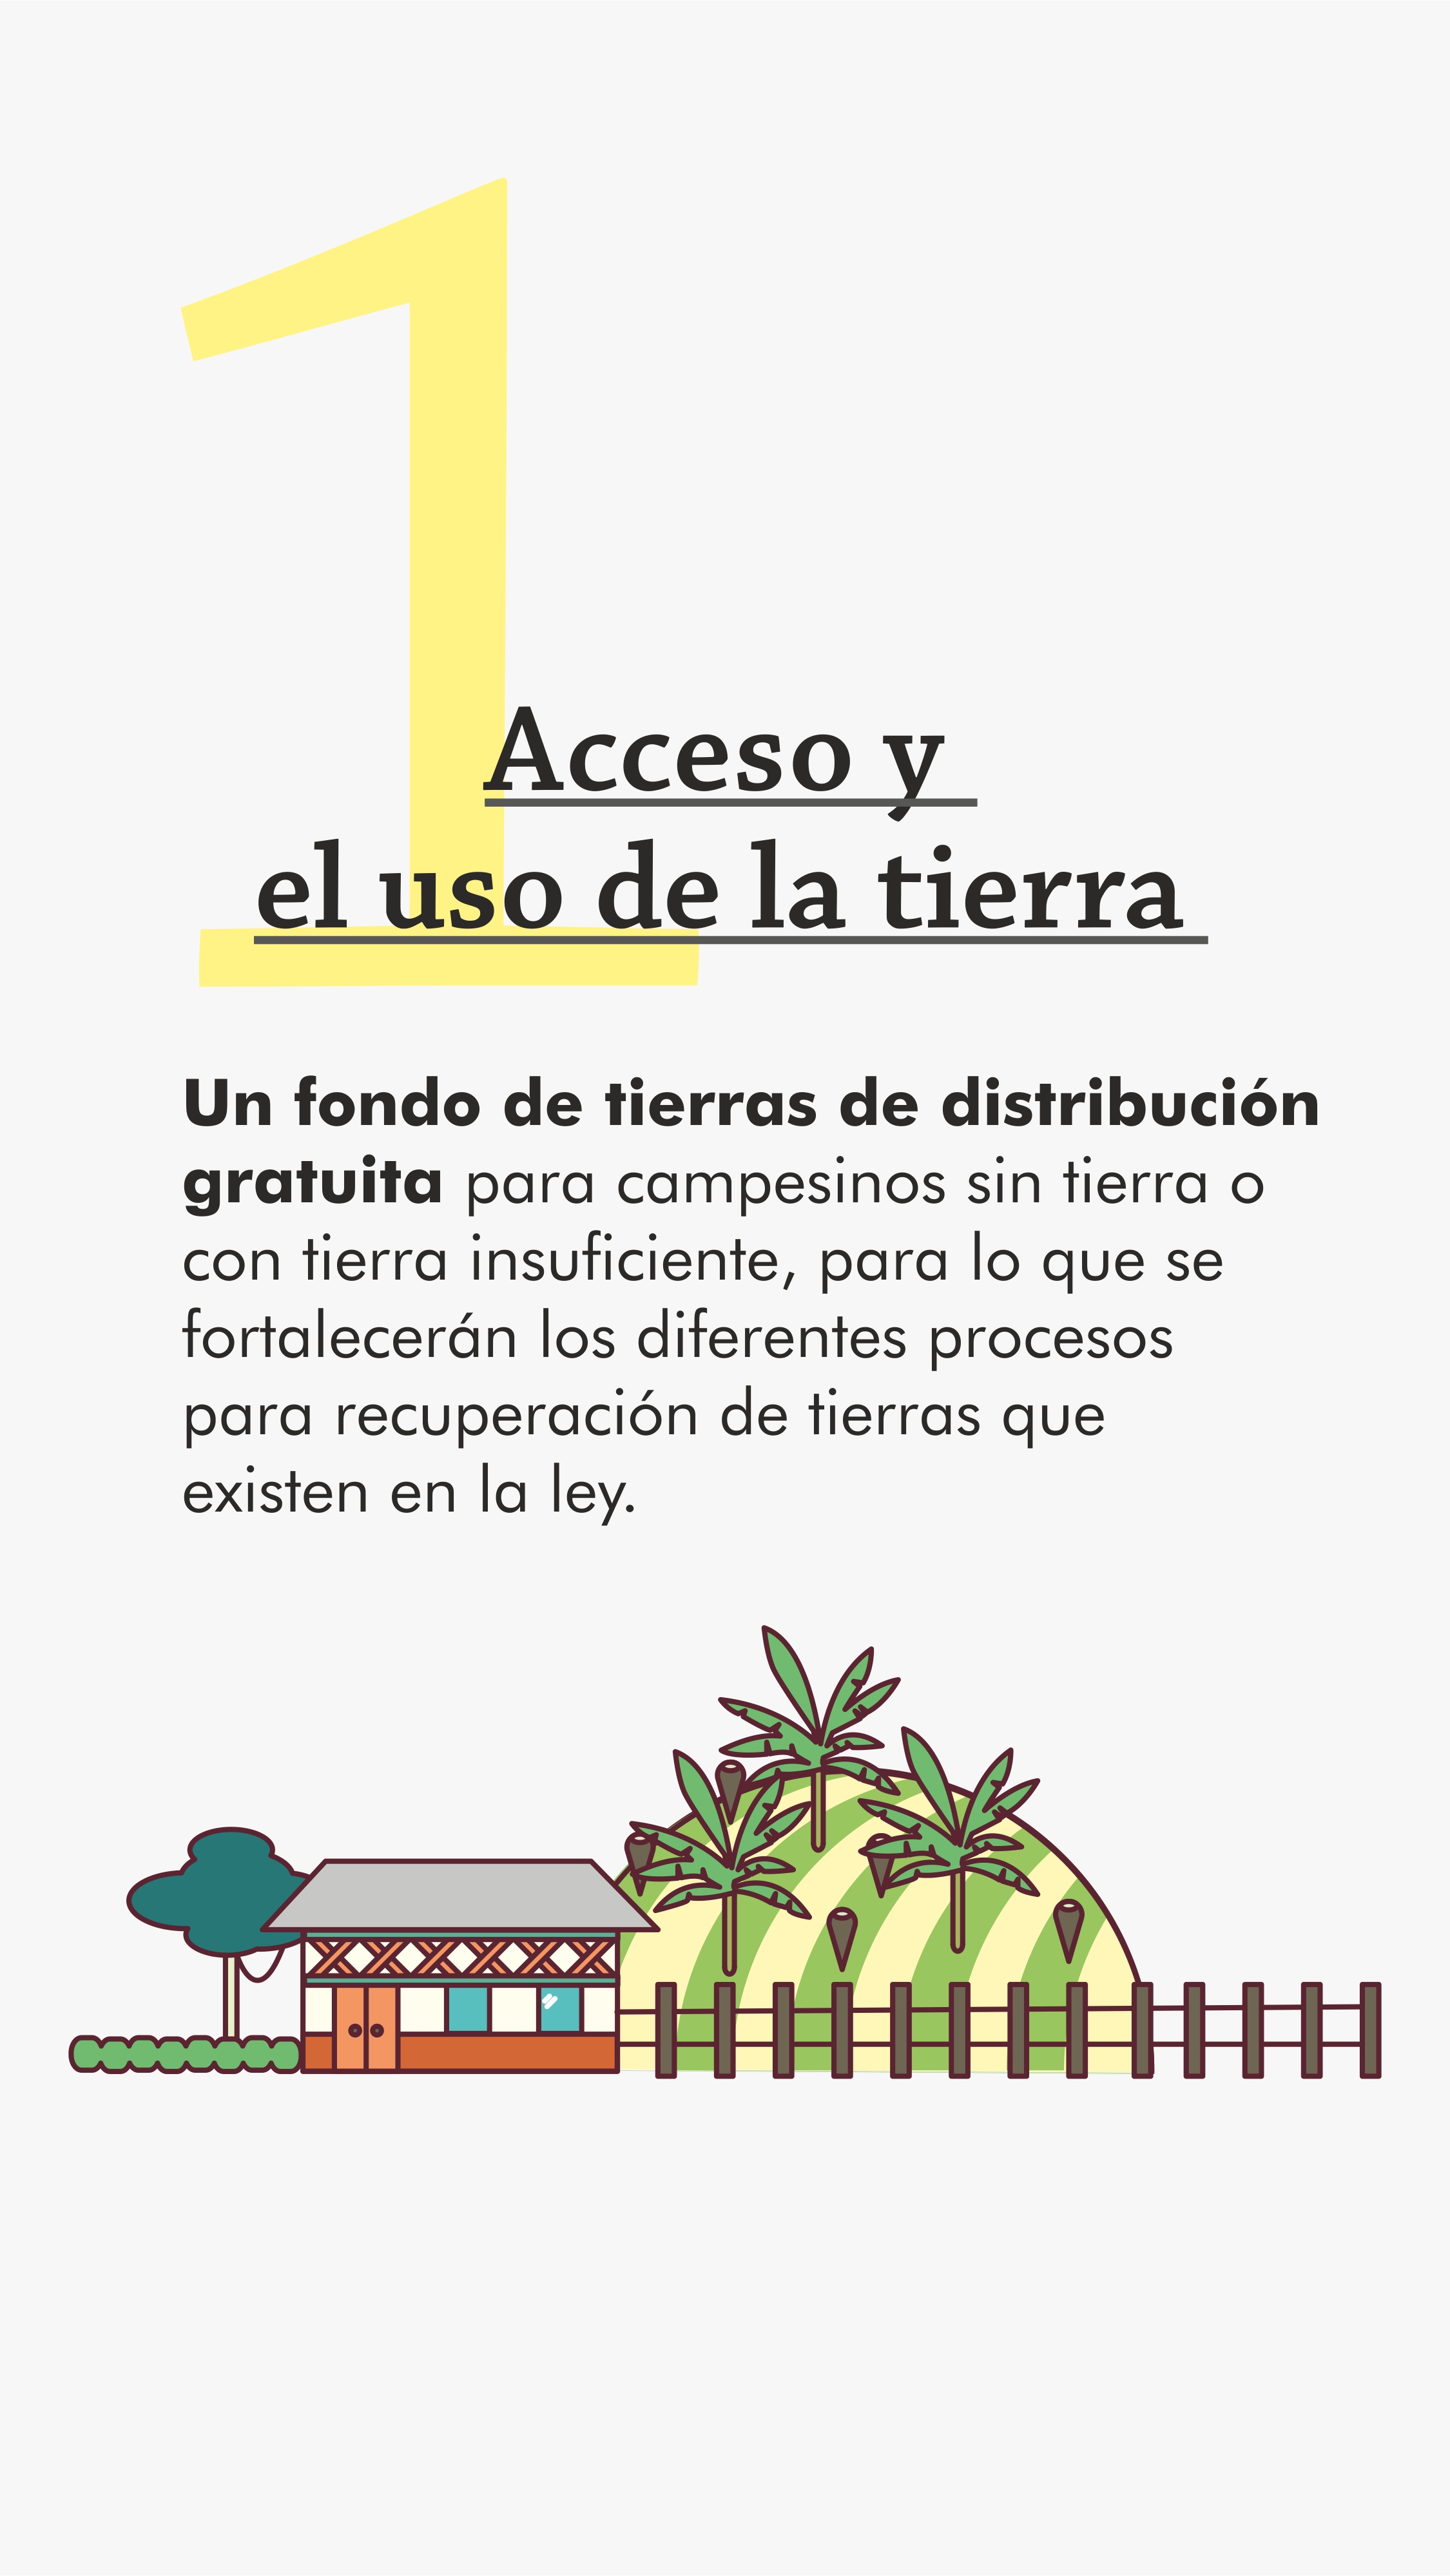 1
Acceso y
el uso de la tierra
Un fondo de tierras de distribución
gratuita para campesinos sin tierra o
con tierra insuficiente, para lo que se
fortalecerán los diferentes procesos
para recuperación de tierras que
existen en la ley.